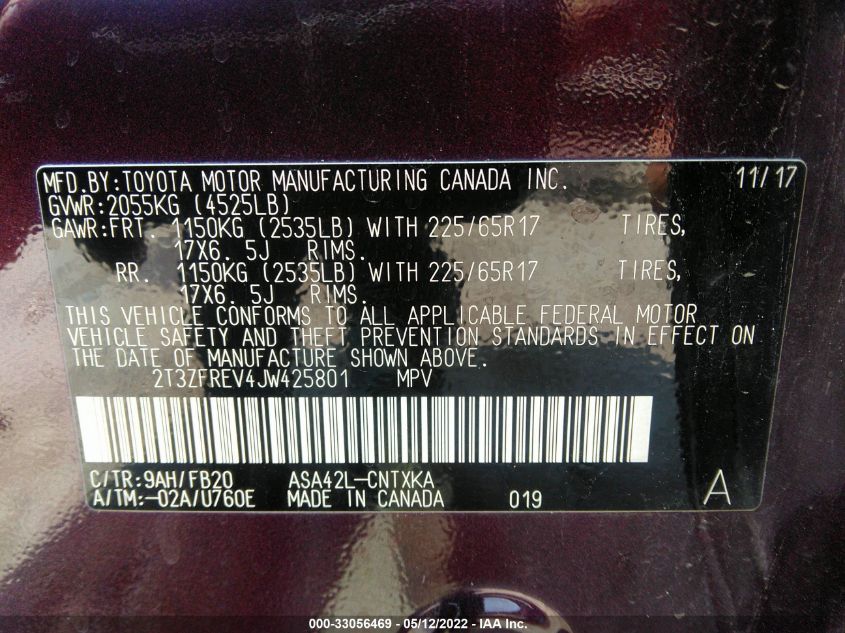 MFD.BY:TOYOTA MOTOR MANUFACTURING CANADA INC. 11/17
GVWR:2055KG (4525LB)
GAWR:FRT. 1150KG (2535LB) WITH 225/65R17 TIRES,
17X6. 5J RIMS.
RR. 1150KG (2535LB) WITH 225/65R17 TIRES,
17X6. 5J RIMS.
THIS VEHICLE CONFORMS TO ALL APPLICABLE FEDERAL MOTOR
VEHICLE SAFETY AND THEFT PREVENTION STANDARDS IN EFFECT ON
THE DATE OF MANUFACTURE SHOWN ABOVE.
2T3ZFREV4JW425801 MPV
C/TR:9AH/FB20 ASA42L-CNTXKA
A/TM:-02A/U760E MADE IN CANADA 019 A
000-33056469 - 05/12/2022 - IAA Inc.